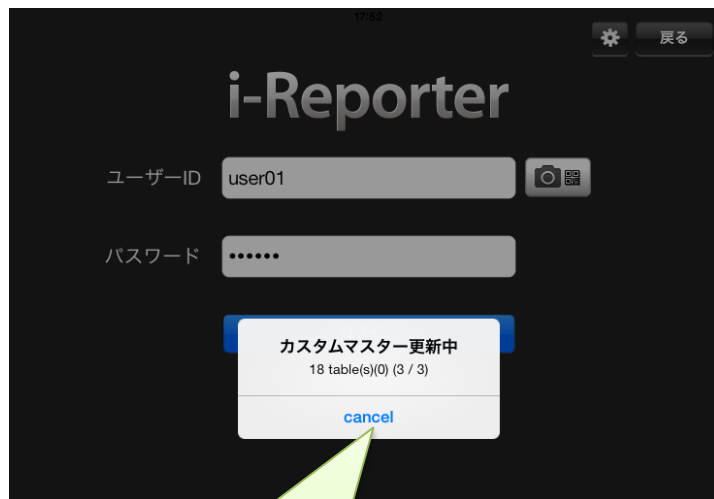 17:52
戻る
i-Reporter
ユーザーID
user01
パスワード
カスタムマスター更新中
18 table(s)(0) (3 / 3)
cancel